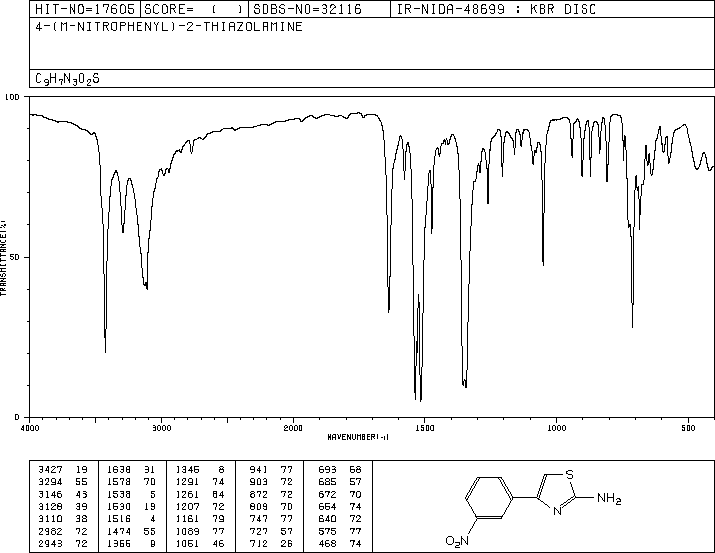 HIT-NO=17605 SCORE= ( ) SDBS-NO=32116 IR-NIDA-48699 : KBR DISC
4-(M-NITROPHENYL)-2-THIAZOLAMINE
C9H7N3O2S
100
50
0
TRANSMITTANCE(%)
4000 3000 2000 1500 1000 500
WAVENUMBER(-1)
3427 19 1638 31 1346 8 941 77 693 58
3294 55 1578 70 1291 74 903 72 685 57
3146 43 1538 5 1261 64 872 72 672 70
3128 39 1530 19 1207 72 809 70 654 74
3110 38 1516 4 1161 79 747 77 640 72
2982 72 1474 55 1089 77 727 57 575 77
2943 72 1356 9 1051 46 712 26 468 74
S
N
NH2
O2N